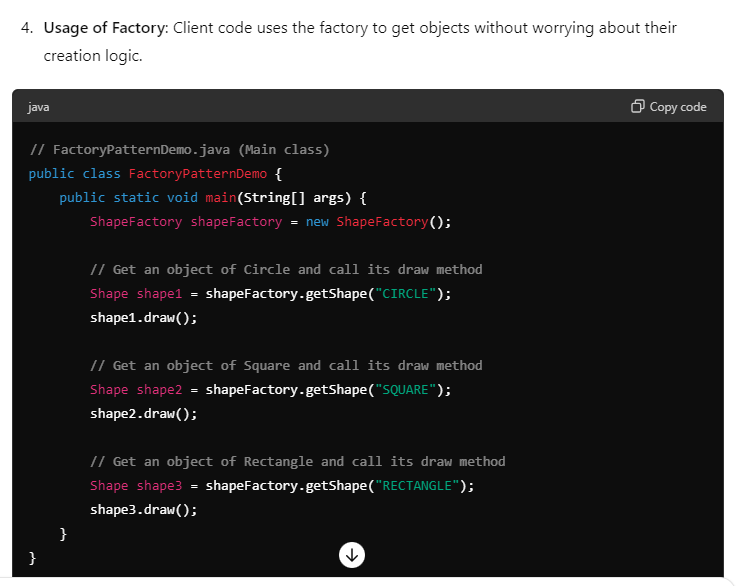 4. Usage of Factory: Client code uses the factory to get objects without worrying about their
creation logic.
java
Copy code
// FactoryPatternDemo.java (Main class)
public class FactoryPatternDemo {
    public static void main(String[] args) {
        ShapeFactory shapeFactory = new ShapeFactory();

        // Get an object of Circle and call its draw method
        Shape shape1 = shapeFactory.getShape("CIRCLE");
        shape1.draw();

        // Get an object of Square and call its draw method
        Shape shape2 = shapeFactory.getShape("SQUARE");
        shape2.draw();

        // Get an object of Rectangle and call its draw method
        Shape shape3 = shapeFactory.getShape("RECTANGLE");
        shape3.draw();
    }
}